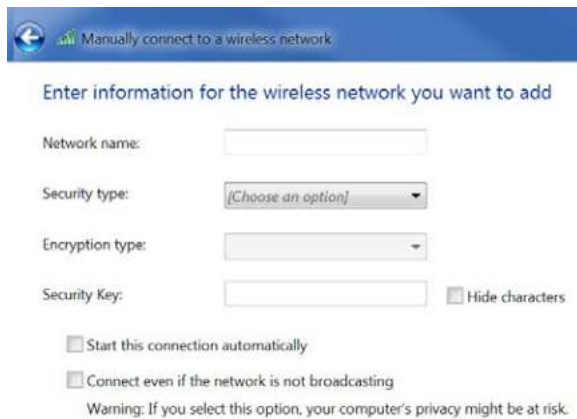 Manually connect to a wireless network
Enter information for the wireless network you want to add
Network name:
Security type: [Choose an option]
Encryption type:
Security Key: Hide characters
Start this connection automatically
Connect even if the network is not broadcasting
Warning: If you select this option, your computer's privacy might be at risk.